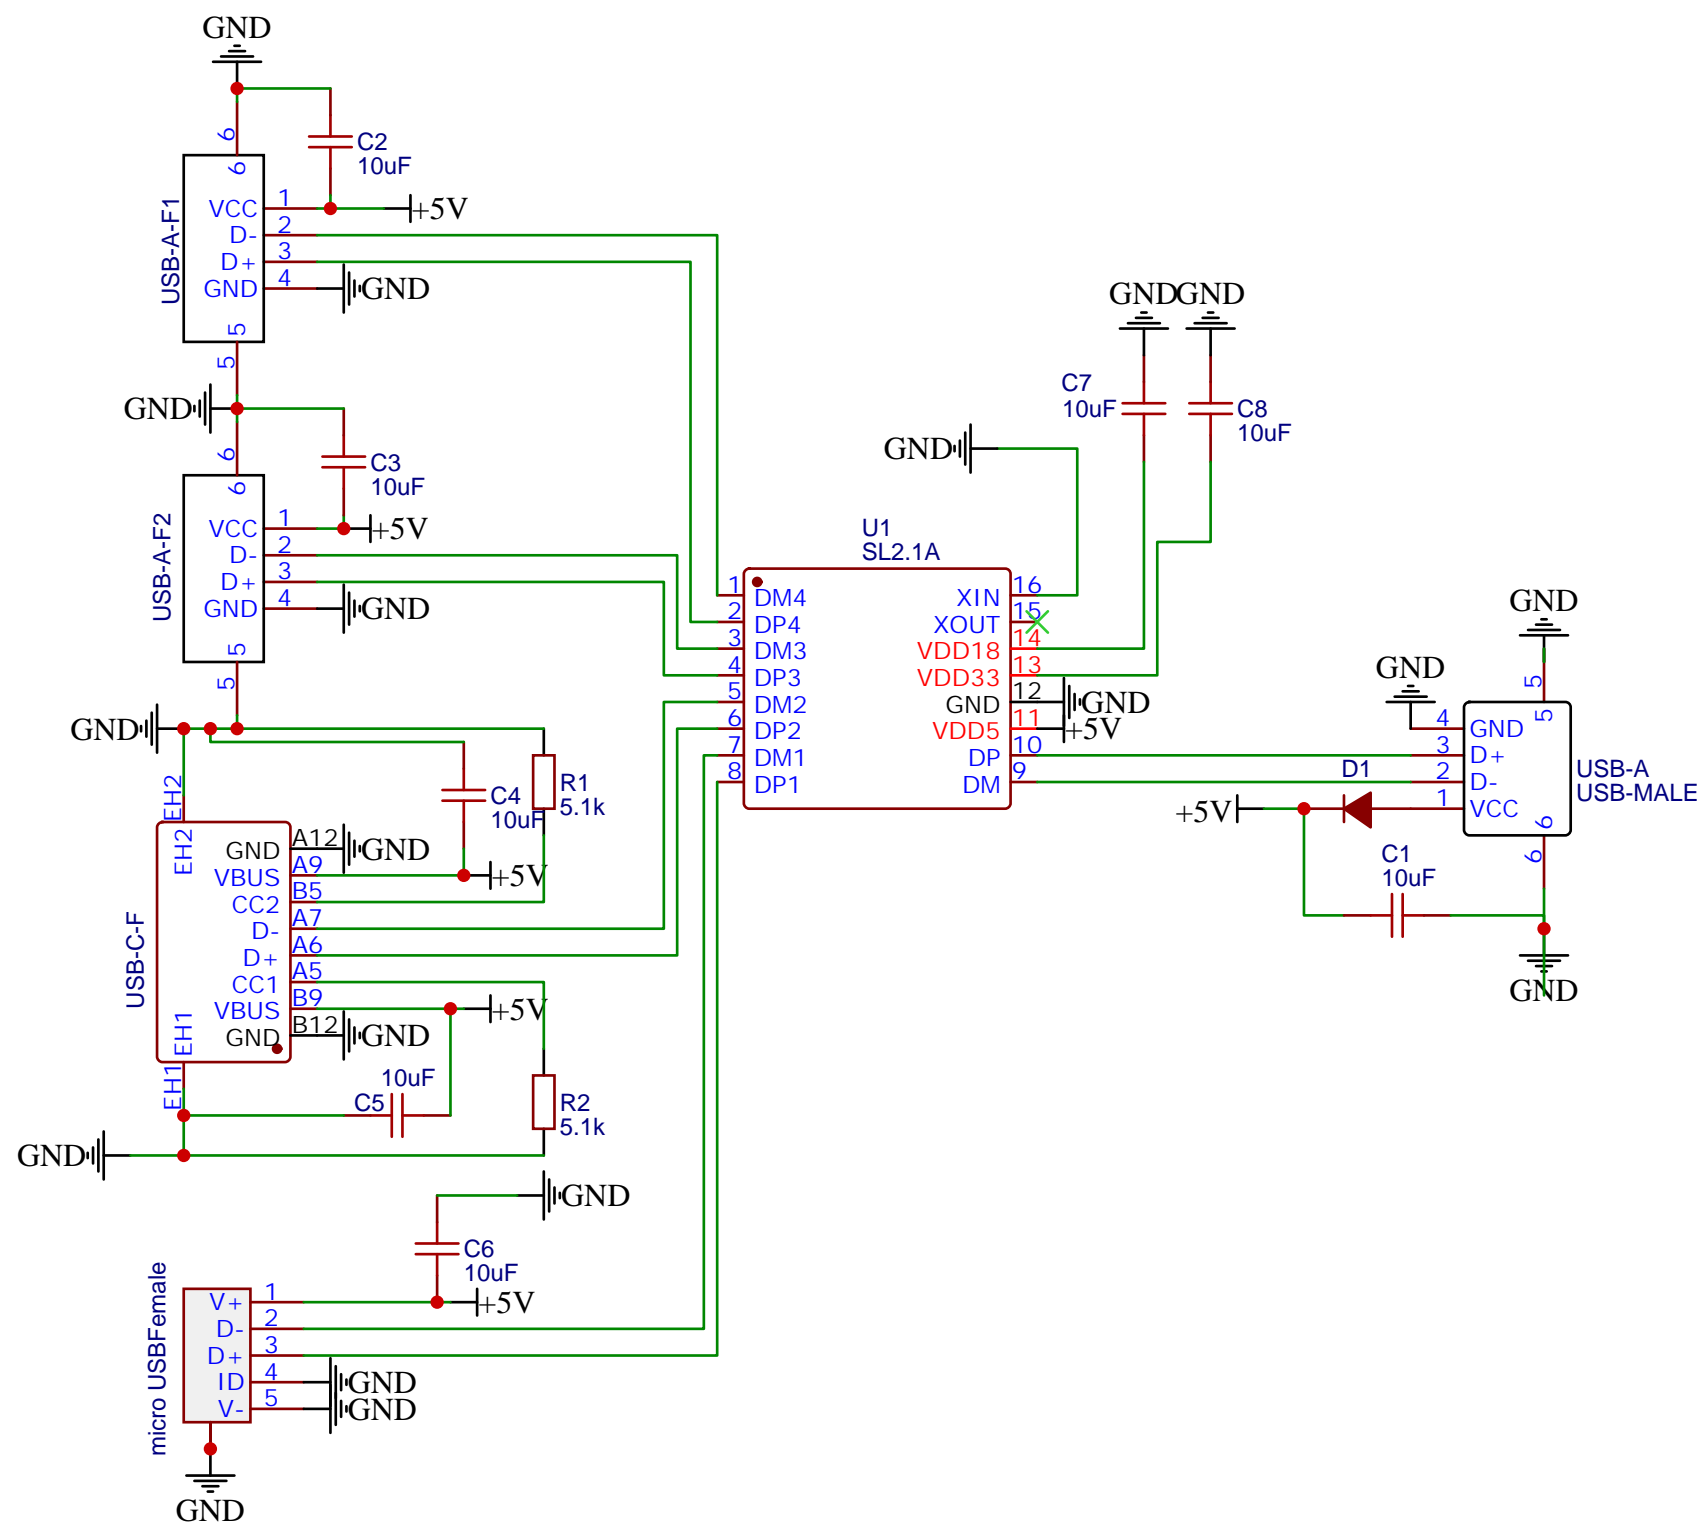 GND
6
6
C2
10uF
USB-A-F1
VCC 1 +5V
D- 2
D+ 3
GND 4 GND
5
5
GND
6
6
C3
10uF
USB-A-F2
VCC 1 +5V
D- 2
D+ 3
GND 4 GND
5
5
GND
EH2
EH2
C4
10uF
R1
5.1k
USB-C-F
GND A12 GND
VBUS A9 +5V
CC2 B5
D- A7
D+ A6
CC1 A5
VBUS B9 +5V
GND B12 GND
EH1
EH1
10uF
C5
R2
5.1k
GND
GND
C6
10uF
micro USBFemale
V+ 1 +5V
D- 2
D+ 3
ID 4 GND
V- 5 GND
GND
GND GND
C7
10uF
C8
10uF
GND
U1
SL2.1A
1 DM4 XIN 16
2 DP4 XOUT 15
3 DM3 VDD18 14
4 DP3 VDD33 13
5 DM2 GND 12 GND
6 DP2 VDD5 11 +5V
7 DM1 DP 10
8 DP1 DM 9
GND
GND
5
5
4 GND
3 D+
2 D-
1 VCC
USB-A
USB-MALE
D1
+5V
6
6
C1
10uF
GND